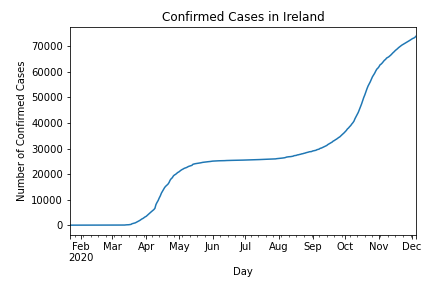 Confirmed Cases in Ireland
Number of Confirmed Cases
70000
60000
50000
40000
30000
20000
10000
0
Feb Mar Apr May Jun Jul Aug Sep Oct Nov Dec
2020
Day